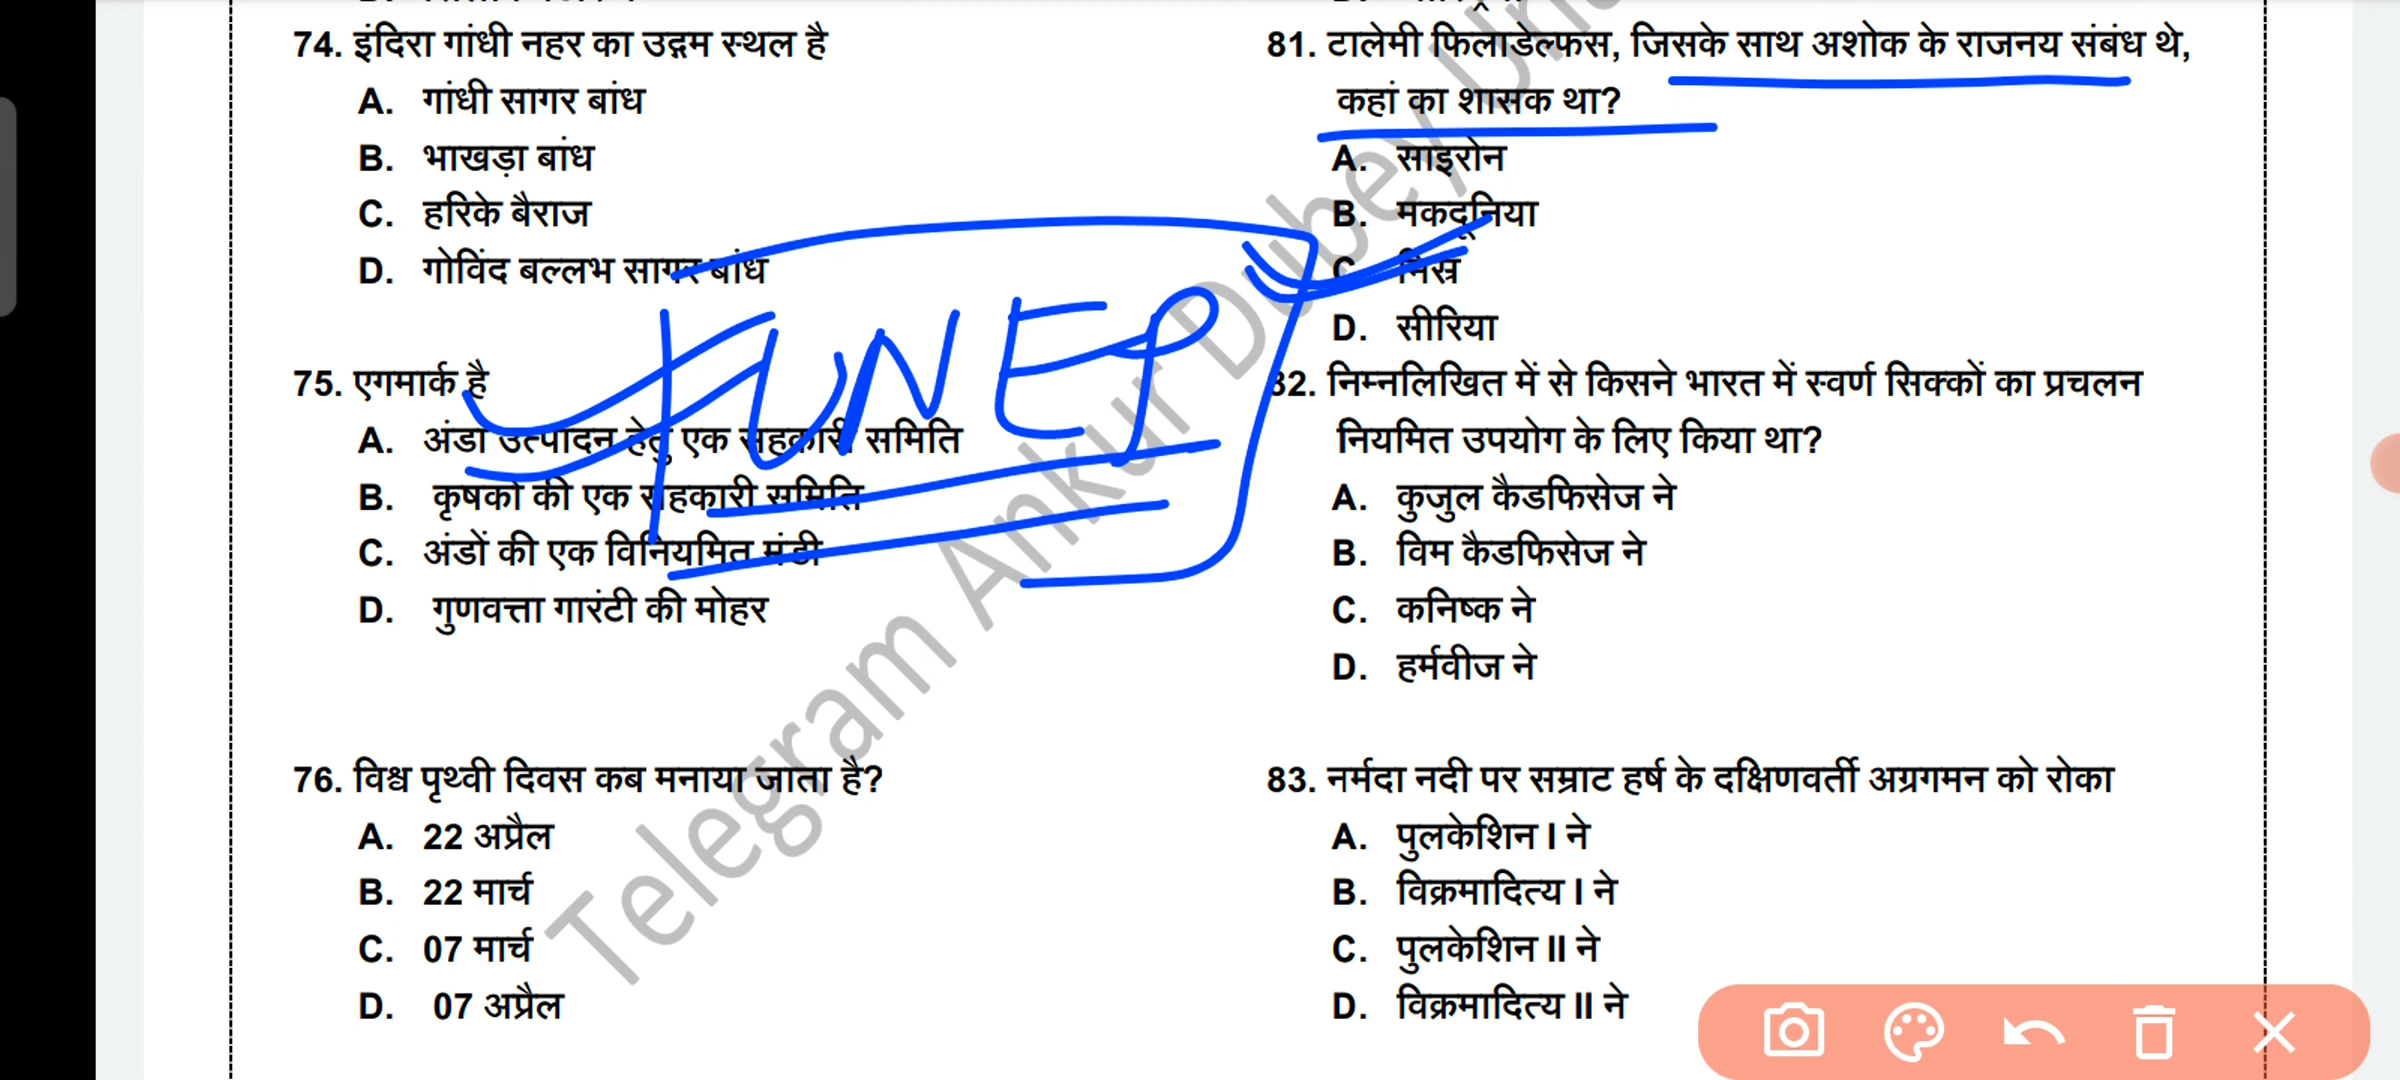 74. इंदिरा गांधी नहर का उद्गम स्थल है
A. गांधी सागर बांध
B. भाखड़ा बांध
C. हरिके बैराज
D. गोविंद बल्लभ सागर बांध
75. एगमार्क है
A. अंडा उत्पादन हेतु एक सहकारी समिति
B. कृषको की एक सहकारी समिति
C. अंडों की एक विनियमित मंडी
D. गुणवत्ता गारंटी की मोहर
UNEP
76. विश्व पृथ्वी दिवस कब मनाया जाता है?
A. 22 अप्रैल
B. 22 मार्च
C. 07 मार्च
D. 07 अप्रैल
81. टालेमी फिलाडेल्फस, जिसके साथ अशोक के राजनय संबंध थे,
कहां का शासक था?
A. साइरोन
B. मकदूनिया
C. मिस्र
D. सीरिया
82. निम्नलिखित में से किसने भारत में स्वर्ण सिक्कों का प्रचलन
नियमित उपयोग के लिए किया था?
A. कुजुल कैडफिसेज ने
B. विम कैडफिसेज ने
C. कनिष्क ने
D. हर्मवीज ने
83. नर्मदा नदी पर सम्राट हर्ष के दक्षिणवर्ती अग्रगमन को रोका
A. पुलकेशिन I ने
B. विक्रमादित्य I ने
C. पुलकेशिन II ने
D. विक्रमादित्य II ने
Telegram Ankur Dubey